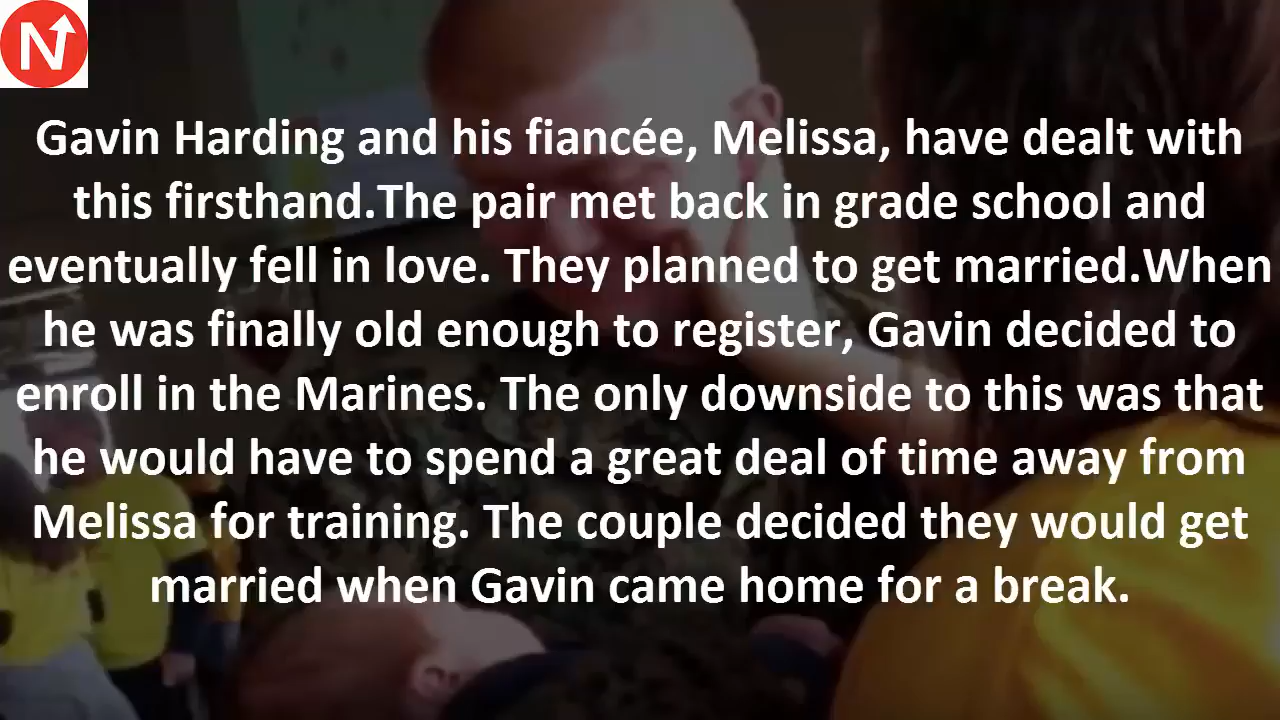 N
Gavin Harding and his fiancée, Melissa, have dealt with
this firsthand.The pair met back in grade school and
eventually fell in love. They planned to get married.When
he was finally old enough to register, Gavin decided to
enroll in the Marines. The only downside to this was that
he would have to spend a great deal of time away from
Melissa for training. The couple decided they would get
married when Gavin came home for a break.